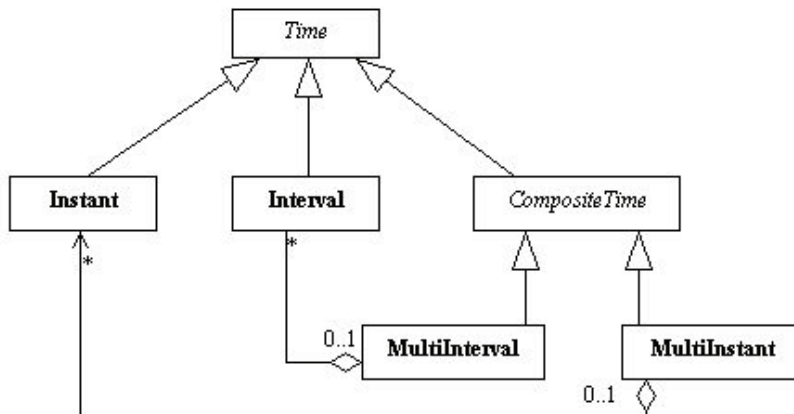 Time
Instant
Interval
CompositeTime
*
*
0..1
MultiInterval
MultiInstant
0..1